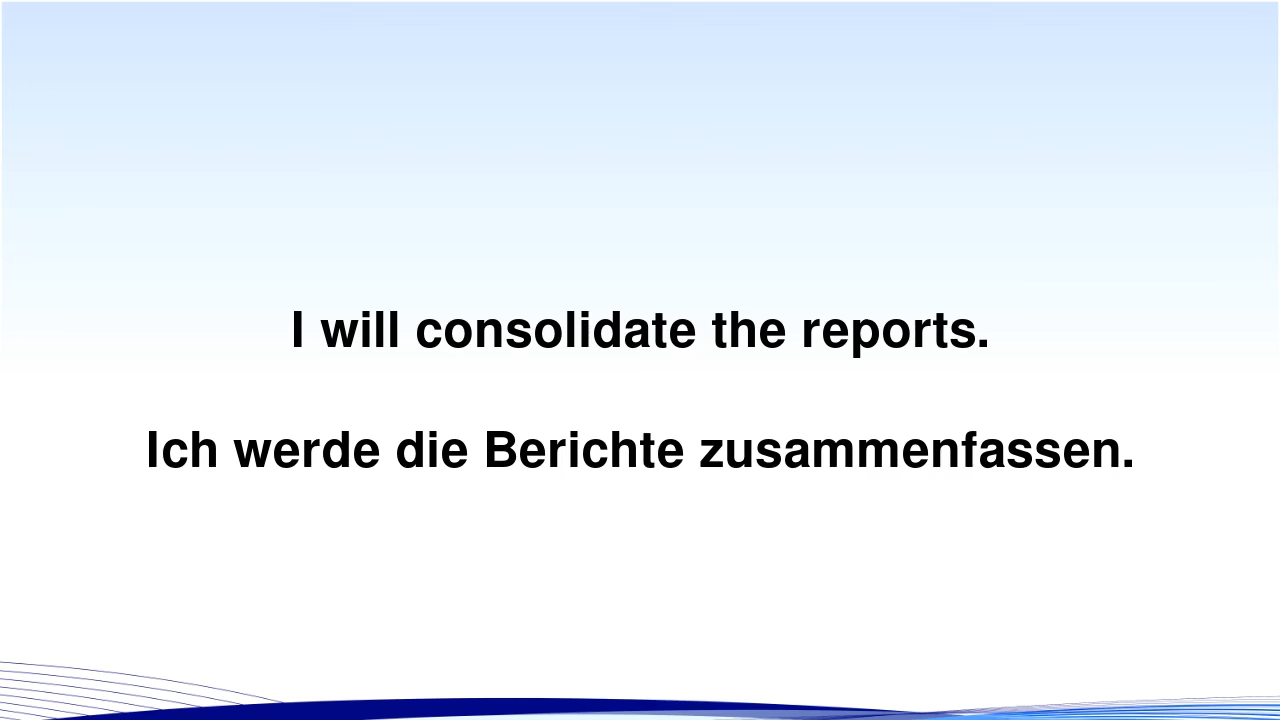 I will consolidate the reports.
Ich werde die Berichte zusammenfassen.